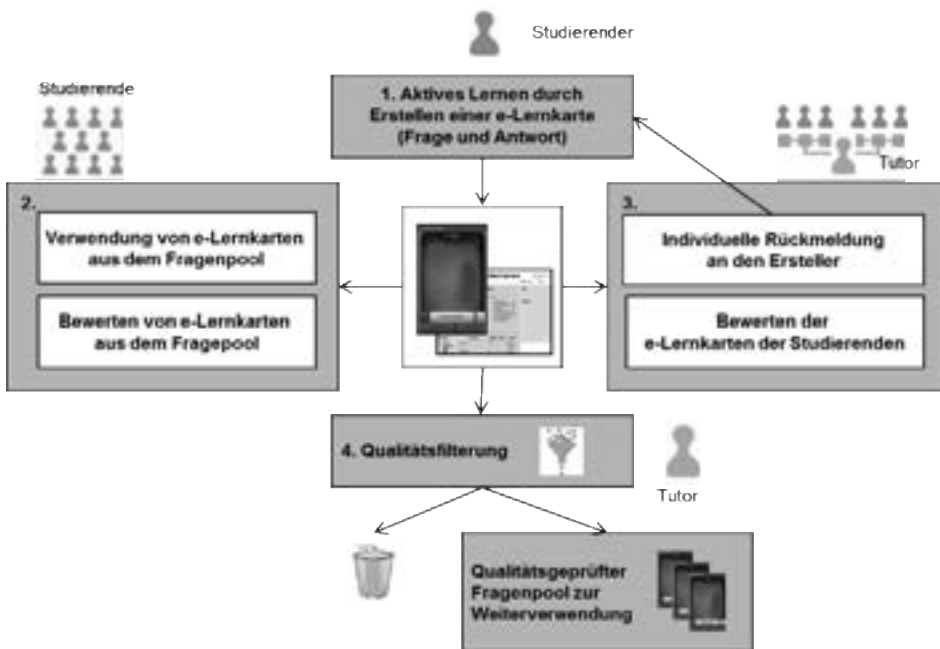 Studierender
1. Aktives Lernen durch
Erstellen einer e-Lernkarte
(Frage und Antwort)
Studierende
Tutor
2.
Verwendung von e-Lernkarten
aus dem Fragenpool
Bewerten von e-Lernkarten
aus dem Fragepool
3.
Individuelle Rückmeldung
an den Ersteller
Bewerten der
e-Lernkarten der Studierenden
4. Qualitätsfilterung
Tutor
Qualitätsgeprüfter
Fragenpool zur
Weiterverwendung